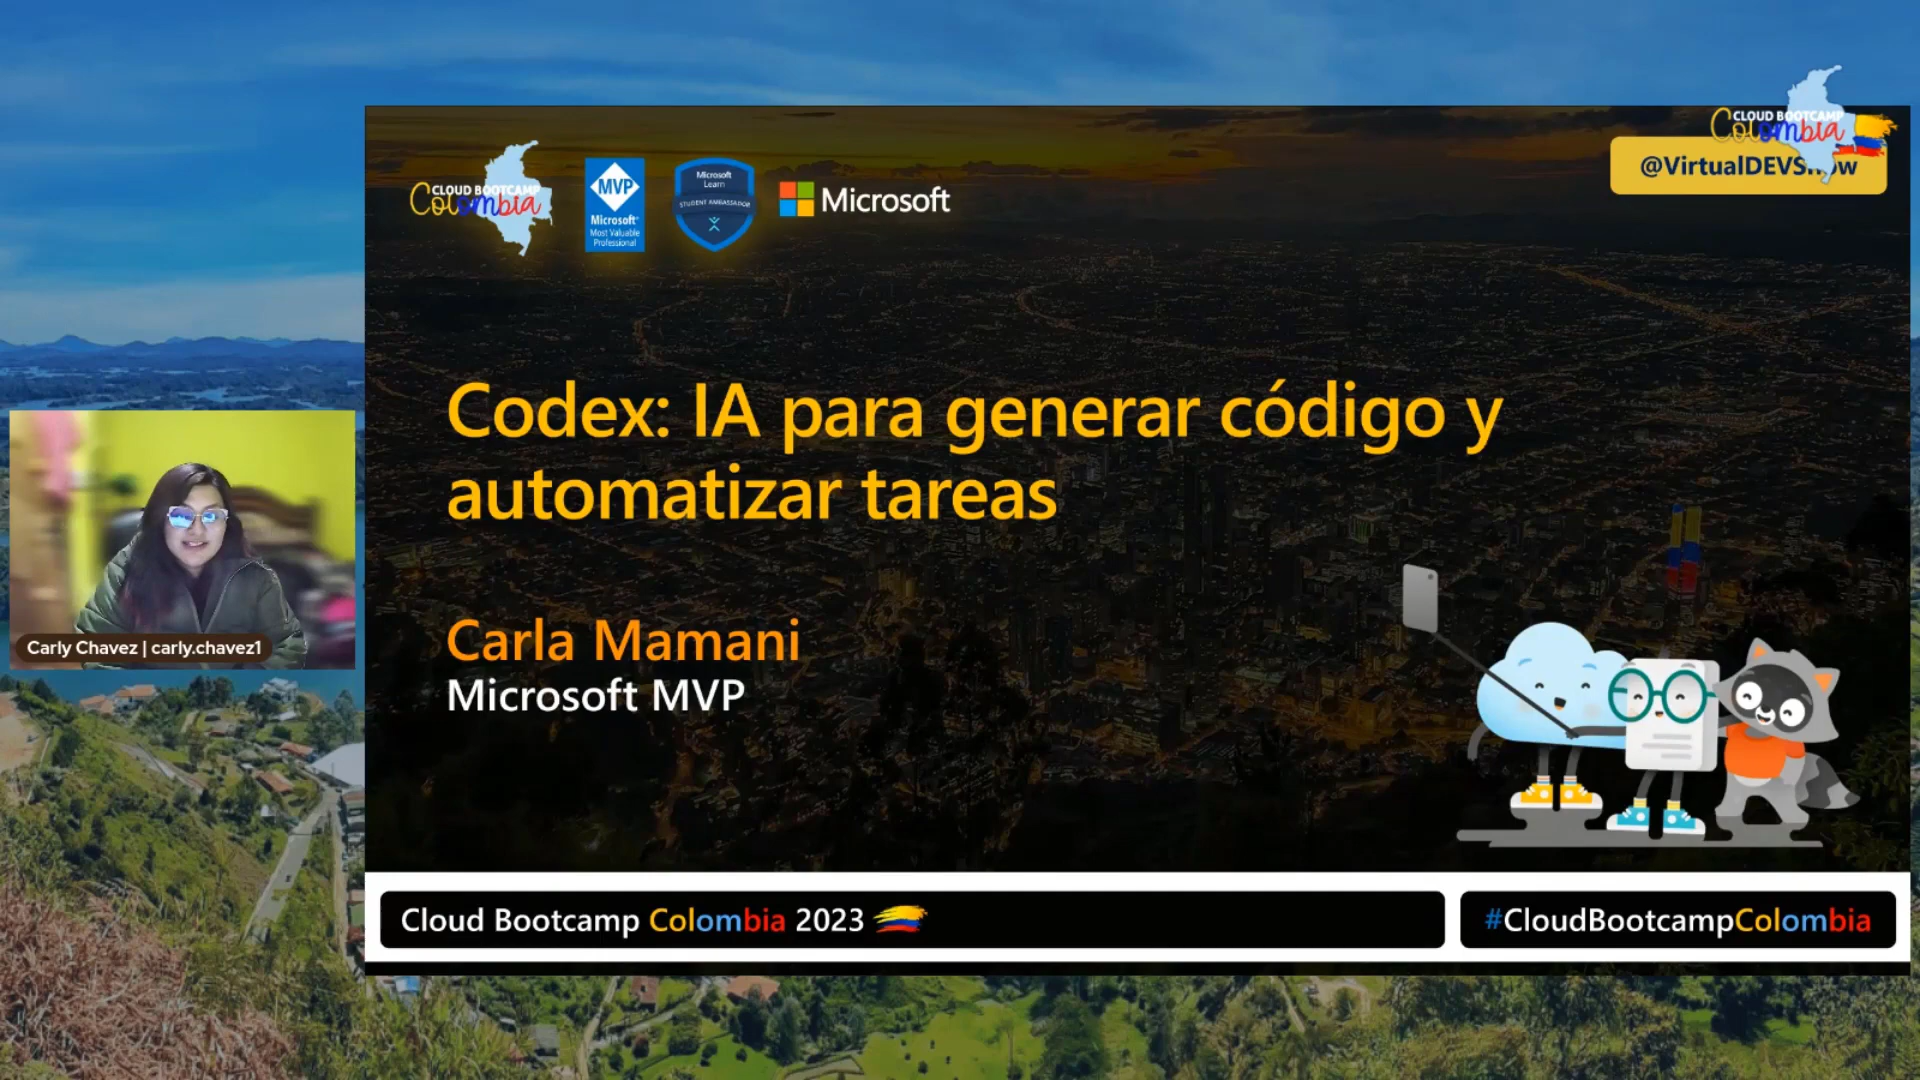 CLOUD BOOTCAMP
Colombia
MVP
Microsoft
Most Valuable
Professional
Microsoft
Learn
STUDENT AMBASSADOR
Microsoft
CLOUD BOOTCAMP
Colombia
Codex: IA para generar código y
automatizar tareas
Carly Chavez | carly.chavez1
Carla Mamani
Microsoft MVP
Cloud Bootcamp Colombia 2023
#CloudBootcampColombia